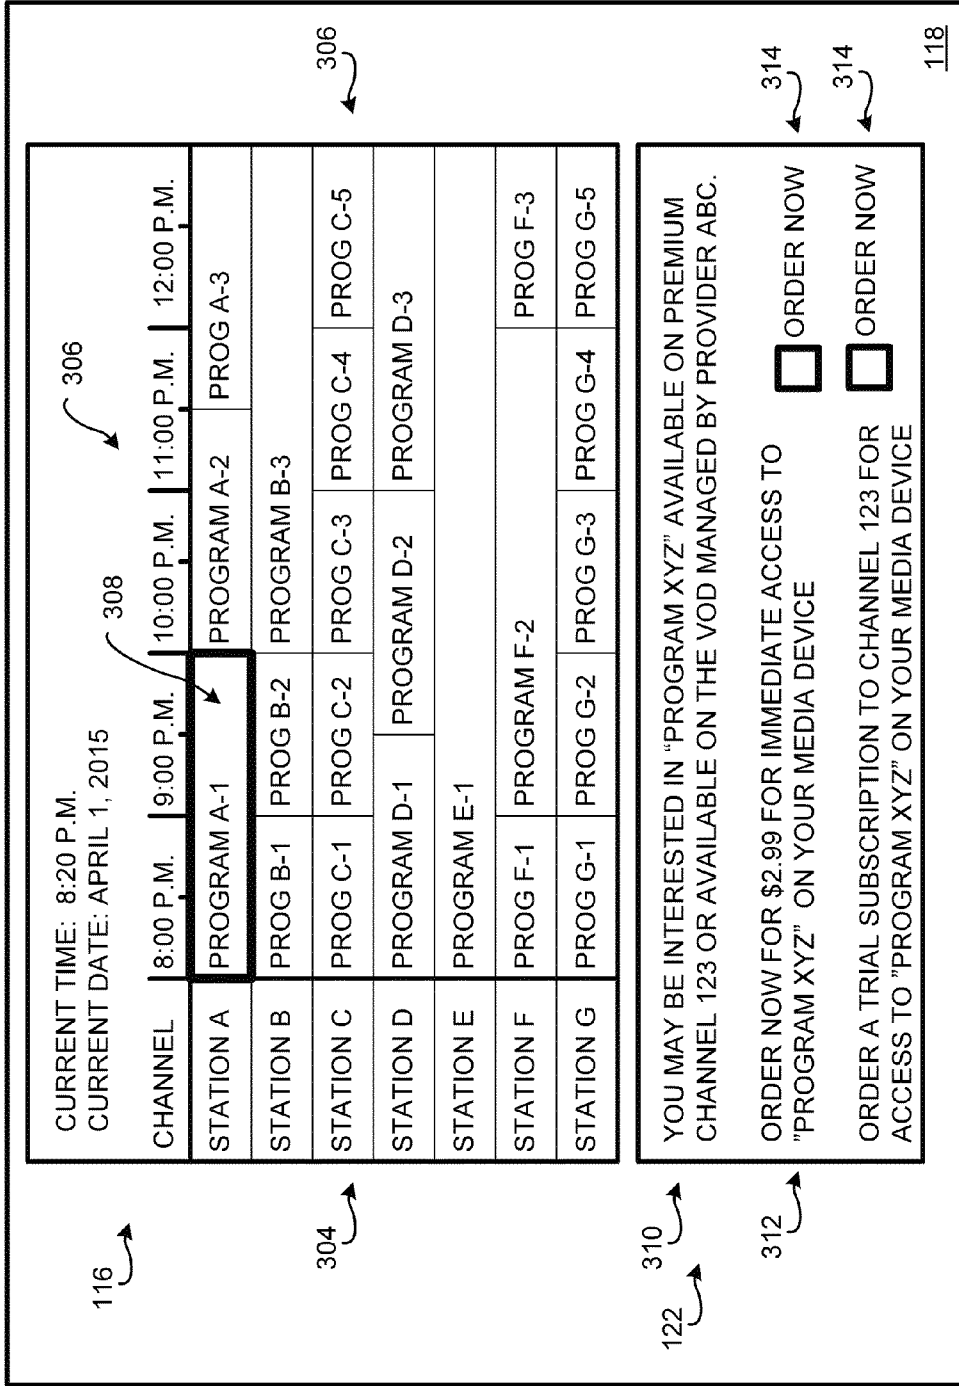 CURRENT TIME: 8:20 P.M.
CURRENT DATE: APRIL 1, 2015
CHANNEL 8:00 P.M. 9:00 P.M. 10:00 P.M. 11:00 P.M. 12:00 P.M.
STATION A PROGRAM A-1 PROGRAM A-2 PROG A-3
STATION B PROG B-1 PROG B-2 PROGRAM B-3
STATION C PROG C-1 PROG C-2 PROG C-3 PROG C-4 PROG C-5
STATION D PROGRAM D-1 PROGRAM D-2 PROGRAM D-3
STATION E PROGRAM E-1
STATION F PROG F-1 PROGRAM F-2 PROG F-3
STATION G PROG G-1 PROG G-2 PROG G-3 PROG G-4 PROG G-5
YOU MAY BE INTERESTED IN “PROGRAM XYZ” AVAILABLE ON PREMIUM
CHANNEL 123 OR AVAILABLE ON THE VOD MANAGED BY PROVIDER ABC.
ORDER NOW FOR $2.99 FOR IMMEDIATE ACCESS TO
”PROGRAM XYZ” ON YOUR MEDIA DEVICE
ORDER NOW
ORDER A TRIAL SUBSCRIPTION TO CHANNEL 123 FOR
ACCESS TO ”PROGRAM XYZ” ON YOUR MEDIA DEVICE
ORDER NOW
116
308
306
306
304
310
122
312
314
314
118